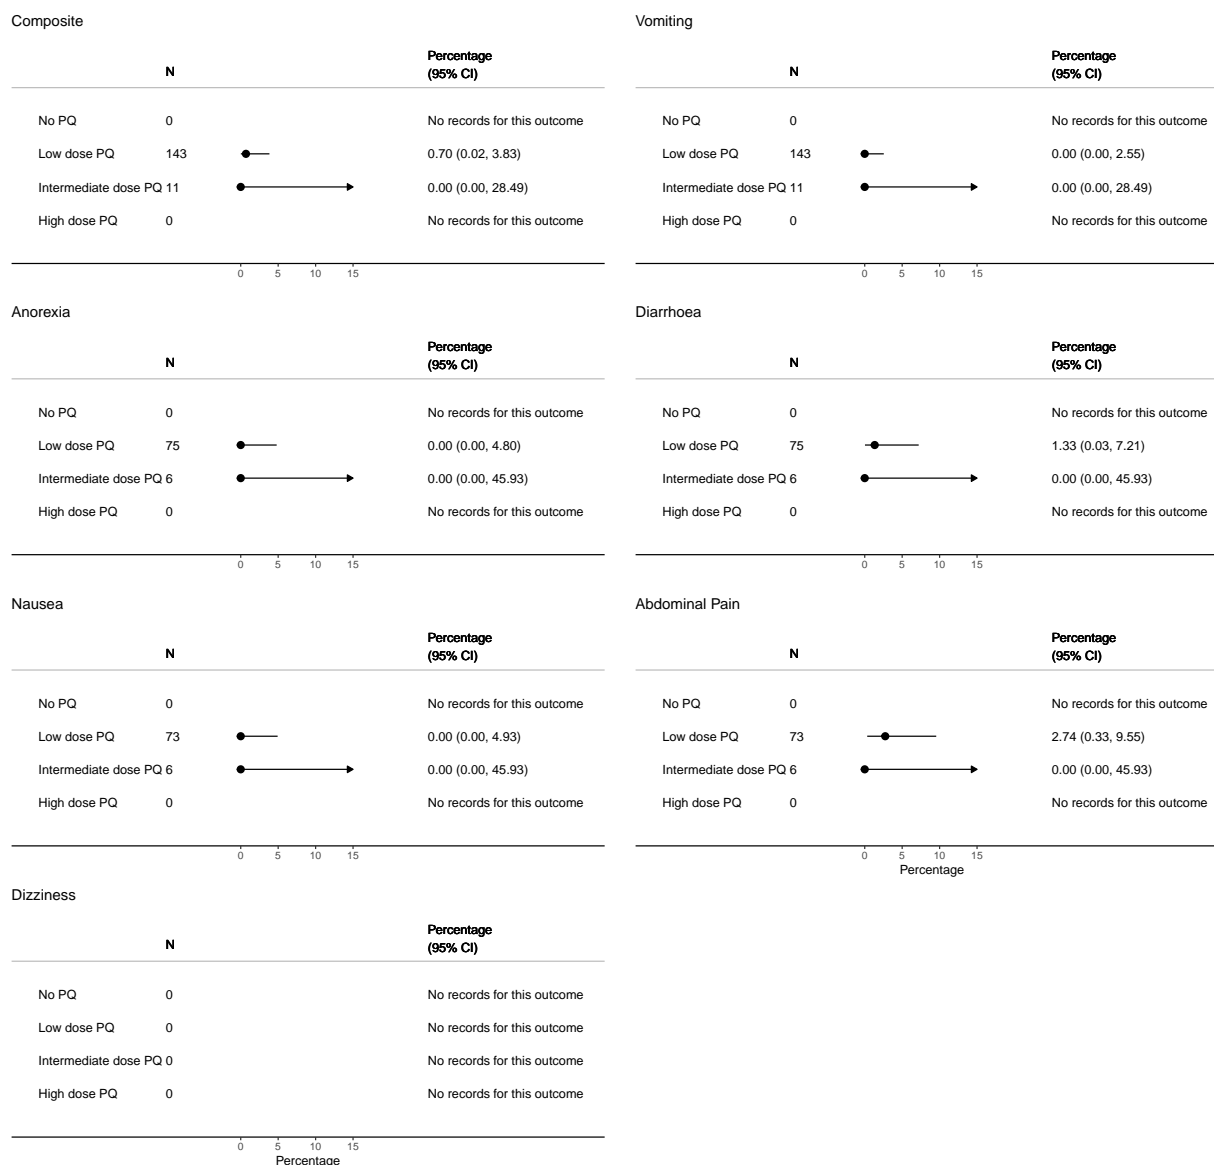 Composite
N
Percentage
(95% CI)
No PQ 0 No records for this outcome
Low dose PQ 143 0.70 (0.02, 3.83)
Intermediate dose PQ 11 0.00 (0.00, 28.49)
High dose PQ 0 No records for this outcome
0 5 10 15
Vomiting
N
Percentage
(95% CI)
No PQ 0 No records for this outcome
Low dose PQ 143 0.00 (0.00, 2.55)
Intermediate dose PQ 11 0.00 (0.00, 28.49)
High dose PQ 0 No records for this outcome
0 5 10 15
Anorexia
N
Percentage
(95% CI)
No PQ 0 No records for this outcome
Low dose PQ 75 0.00 (0.00, 4.80)
Intermediate dose PQ 6 0.00 (0.00, 45.93)
High dose PQ 0 No records for this outcome
0 5 10 15
Diarrhoea
N
Percentage
(95% CI)
No PQ 0 No records for this outcome
Low dose PQ 75 1.33 (0.03, 7.21)
Intermediate dose PQ 6 0.00 (0.00, 45.93)
High dose PQ 0 No records for this outcome
0 5 10 15
Nausea
N
Percentage
(95% CI)
No PQ 0 No records for this outcome
Low dose PQ 73 0.00 (0.00, 4.93)
Intermediate dose PQ 6 0.00 (0.00, 45.93)
High dose PQ 0 No records for this outcome
0 5 10 15
Abdominal Pain
N
Percentage
(95% CI)
No PQ 0 No records for this outcome
Low dose PQ 73 2.74 (0.33, 9.55)
Intermediate dose PQ 6 0.00 (0.00, 45.93)
High dose PQ 0 No records for this outcome
0 5 10 15
Percentage
Dizziness
N
Percentage
(95% CI)
No PQ 0 No records for this outcome
Low dose PQ 0 No records for this outcome
Intermediate dose PQ 0 No records for this outcome
High dose PQ 0 No records for this outcome
0 5 10 15
Percentage